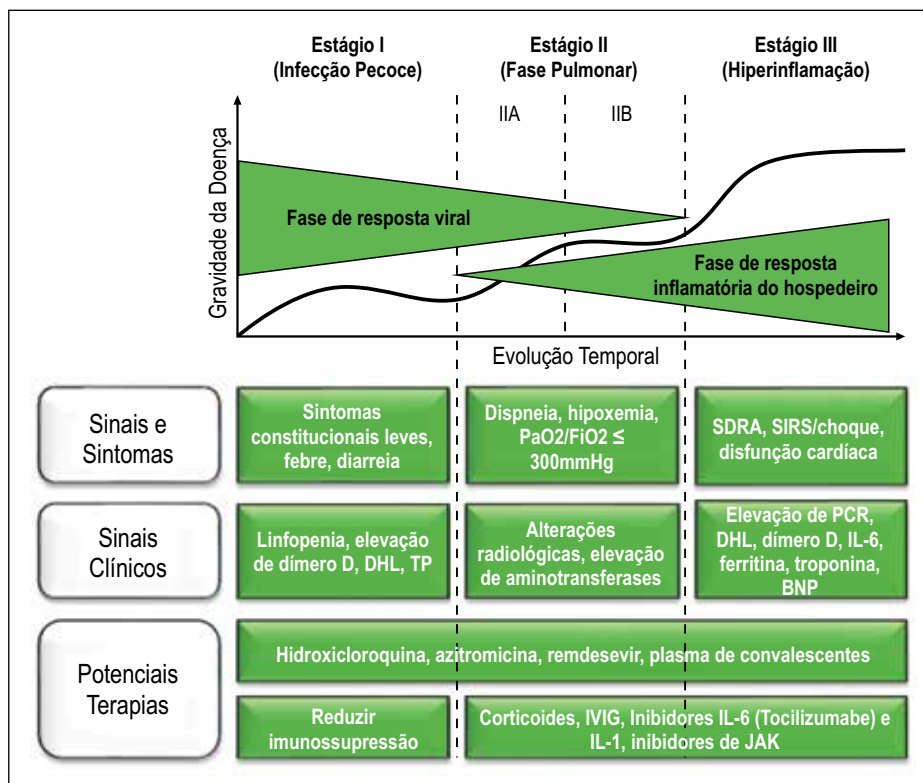 Estágio I
(Infecção Pecoce)
Estágio II
(Fase Pulmonar)
Estágio III
(Hiperinflamação)
IIA
IIB
Gravidade da Doença
Fase de resposta viral
Fase de resposta
inflamatória do hospedeiro
Evolução Temporal
Sinais e
Sintomas
Sintomas
constitucionais leves,
febre, diarreia
Dispneia, hipoxemia,
PaO2/FiO2 ≤
300mmHg
SDRA, SIRS/choque,
disfunção cardíaca
Sinais
Clínicos
Linfopenia, elevação
de dímero D, DHL, TP
Alterações
radiológicas, elevação
de aminotransferases
Elevação de PCR,
DHL, dímero D, IL-6,
ferritina, troponina,
BNP
Potenciais
Terapias
Hidroxicloroquina, azitromicina, remdesevir, plasma de convalescentes
Reduzir
imunossupressão
Corticoides, IVIG, Inibidores IL-6 (Tocilizumabe) e
IL-1, inibidores de JAK